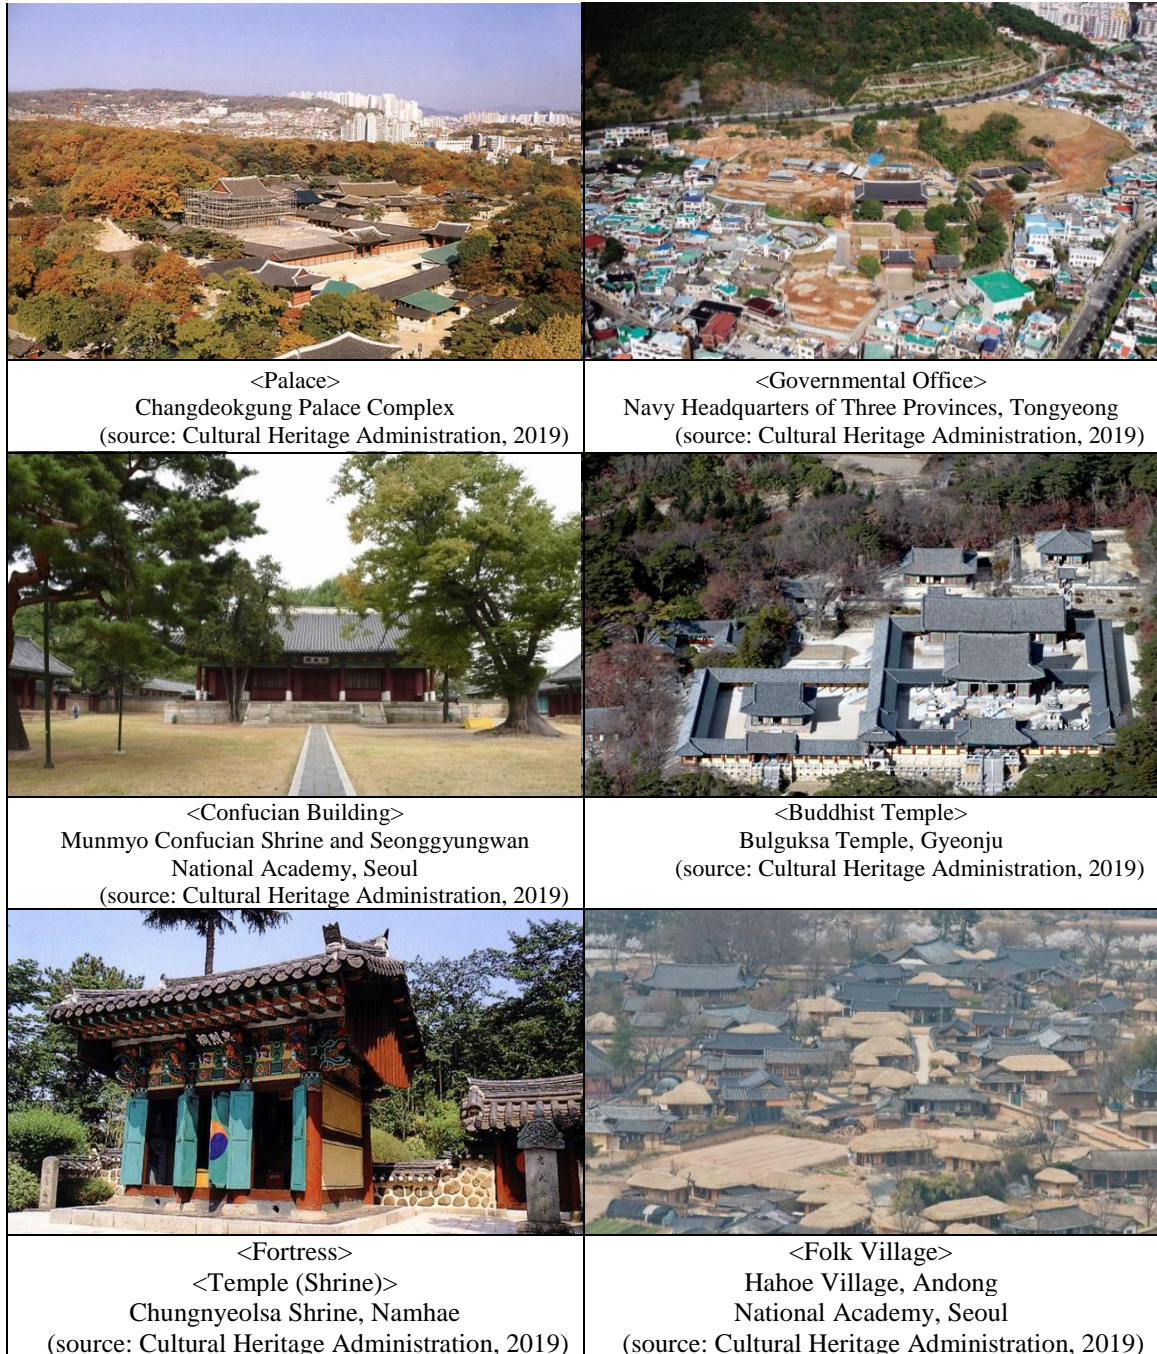 <Palace>
Changdeokgung Palace Complex
(source: Cultural Heritage Administration, 2019)
<Governmental Office>
Navy Headquarters of Three Provinces, Tongyeong
(source: Cultural Heritage Administration, 2019)
<Confucian Building>
Munmyo Confucian Shrine and Seonggyungwan
National Academy, Seoul
(source: Cultural Heritage Administration, 2019)
<Buddhist Temple>
Bulguksa Temple, Gyeonju
(source: Cultural Heritage Administration, 2019)
<Fortress>
<Temple (Shrine)>
Chungnyeolsa Shrine, Namhae
(source: Cultural Heritage Administration, 2019)
<Folk Village>
Hahoe Village, Andong
National Academy, Seoul
(source: Cultural Heritage Administration, 2019)